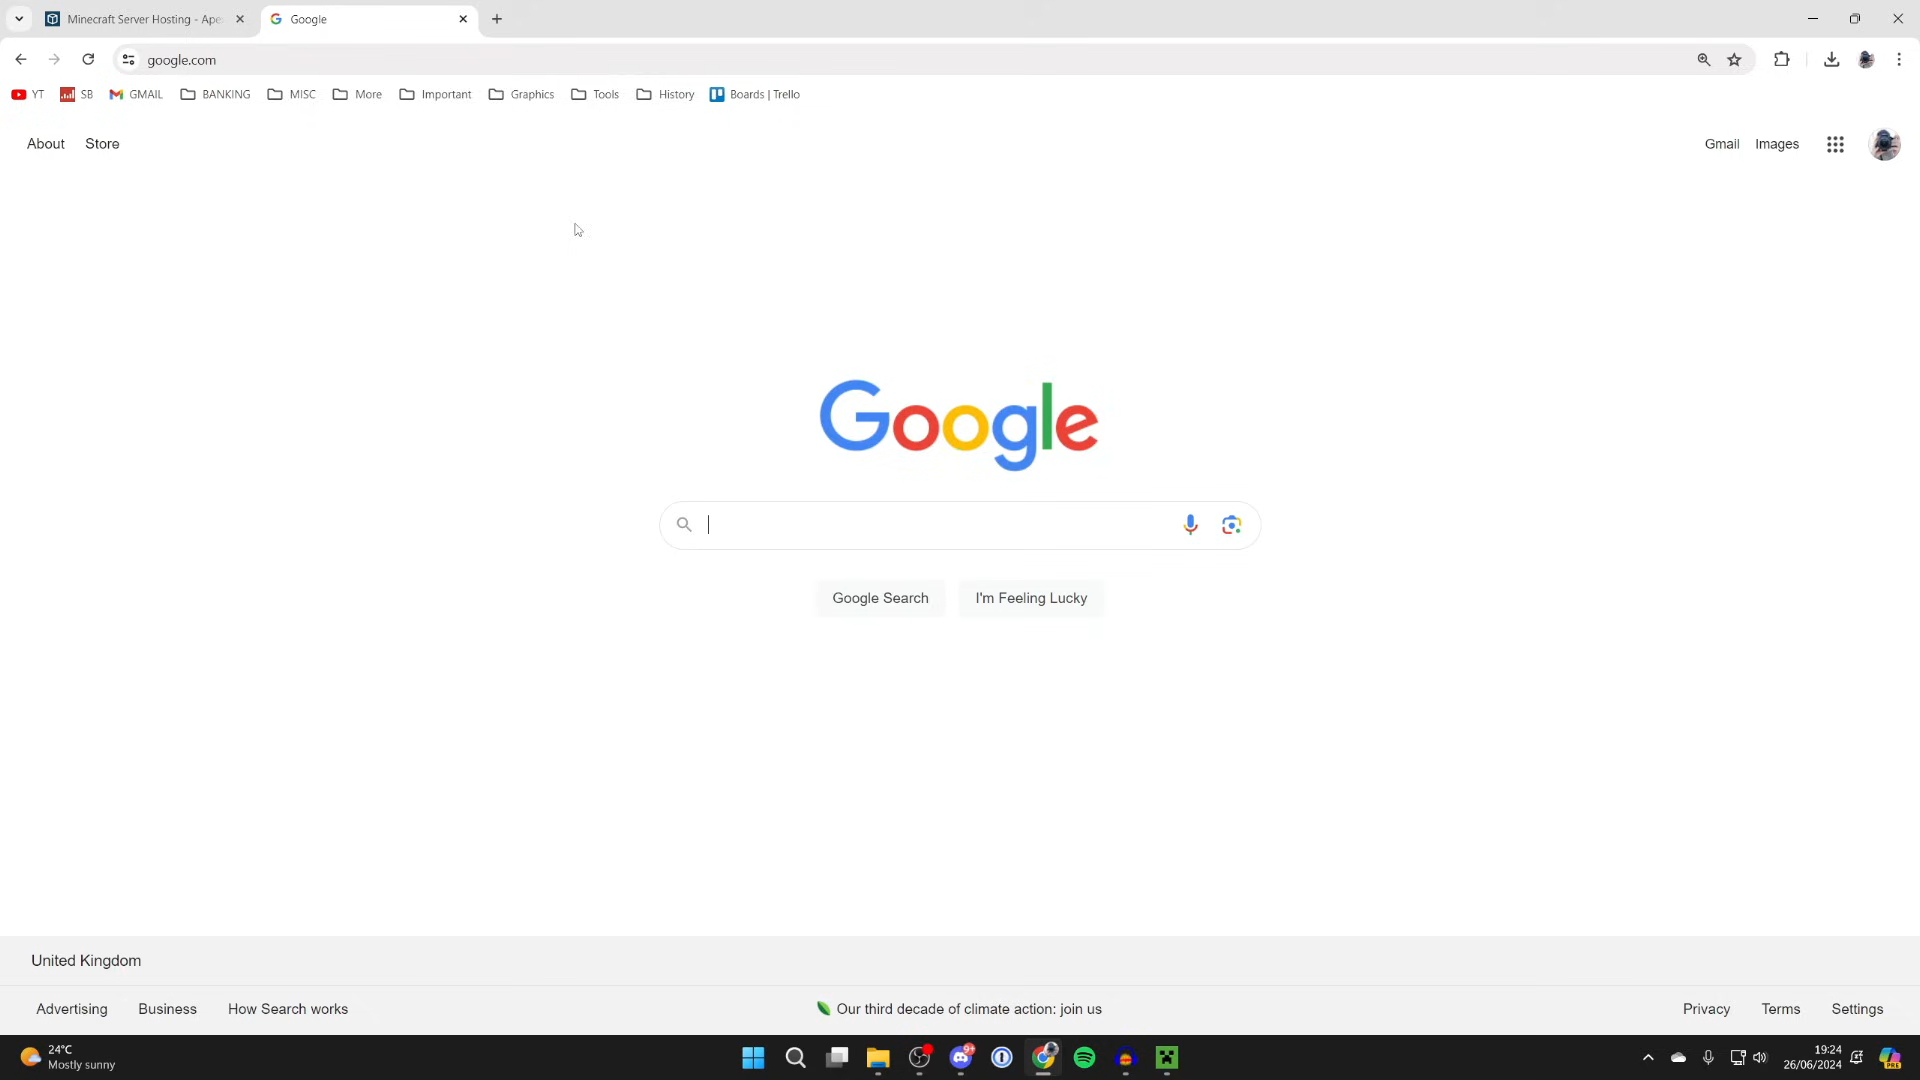 Minecraft Server Hosting - Ape
Google
google.com
YT
SB
GMAIL
BANKING
MISC
More
Important
Graphics
Tools
History
Boards | Trello
About
Store
Gmail
Images
Google
Google Search
I'm Feeling Lucky
United Kingdom
Advertising
Business
How Search works
Our third decade of climate action: join us
Privacy
Terms
Settings
24°C
Mostly sunny
9+
19:24
26/06/2024
PRE